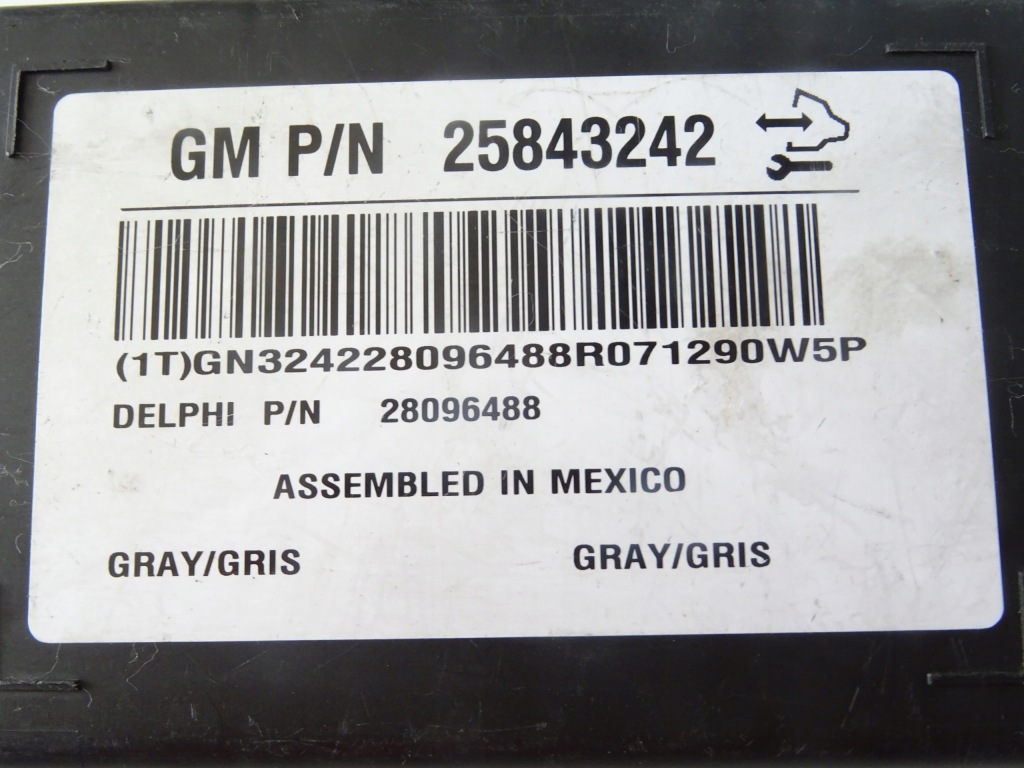 GM P/N 25843242
(1T)GN324228096488R071290W5P
DELPHI P/N 28096488
ASSEMBLED IN MEXICO
GRAY/GRIS GRAY/GRIS